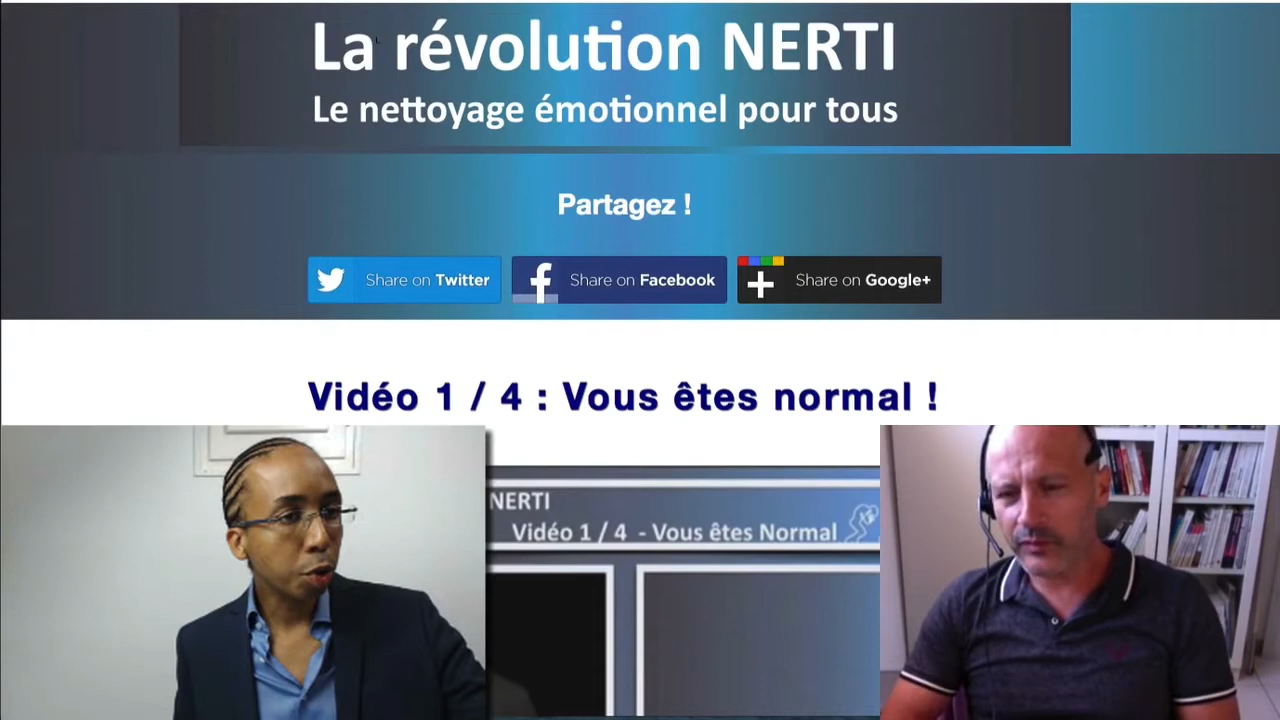 La révolution NERTI
Le nettoyage émotionnel pour tous
Partagez !
Share on Twitter
Share on Facebook
Share on Google+
Vidéo 1 / 4 : Vous êtes normal !
NERTI
Vidéo 1 / 4 - Vous êtes Normal